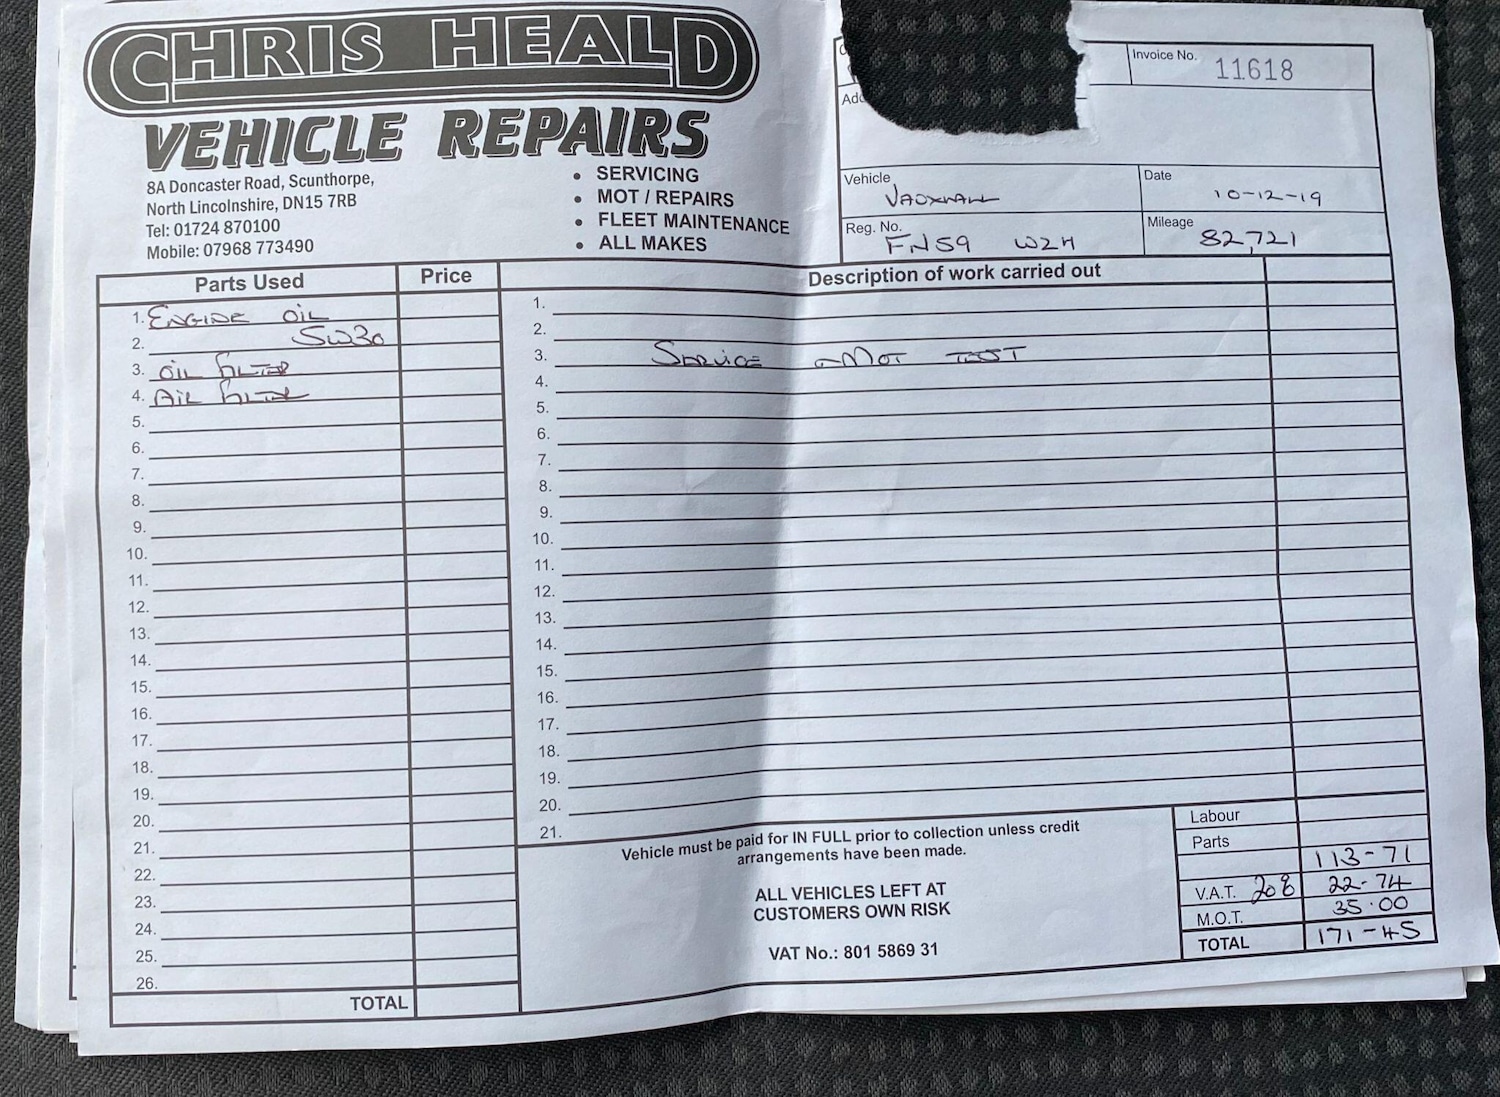 CHRIS HEALD
VEHICLE REPAIRS
8A Doncaster Road, Scunthorpe,
North Lincolnshire, DN15 7RB
Tel: 01724 870100
Mobile: 07968 773490
• SERVICING
• MOT / REPAIRS
• FLEET MAINTENANCE
• ALL MAKES
Invoice No. 11618
Vehicle VAUXHALL
Date 10-12-19
Reg. No. FN59 WZH
Mileage 82,721
Parts Used Price
1. ENGINE OIL
2. 5W30
3. OIL FILTER
4. AIR FILTER
5.
6.
7.
8.
9.
10.
11.
12.
13.
14.
15.
16.
17.
18.
19.
20.
21.
22.
23.
24.
25.
26.
TOTAL
Description of work carried out
1.
2.
3. SERVICE MOT TEST
4.
5.
6.
7.
8.
9.
10.
11.
12.
13.
14.
15.
16.
17.
18.
19.
20.
21.
Vehicle must be paid for IN FULL prior to collection unless credit
arrangements have been made.
ALL VEHICLES LEFT AT
CUSTOMERS OWN RISK
VAT No.: 801 5869 31
Labour
Parts
113-71
V.A.T. 22-74
M.O.T. 35.00
TOTAL 171-45